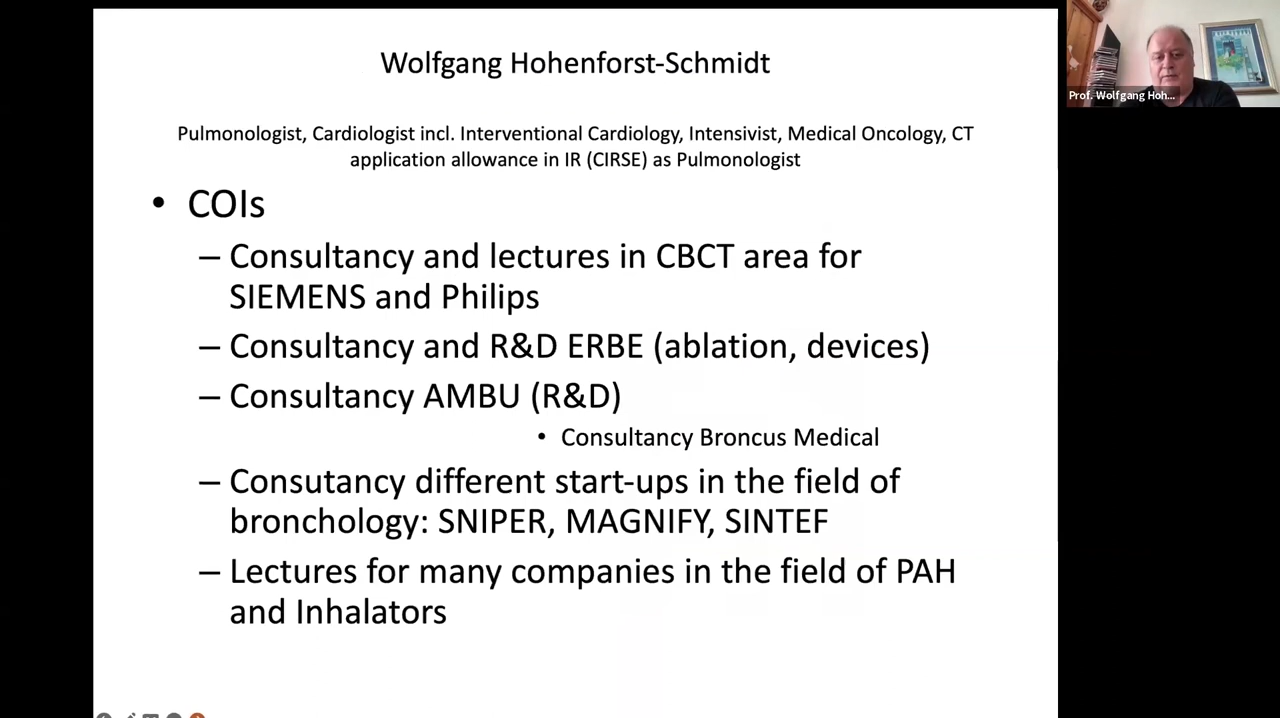 Wolfgang Hohenforst-Schmidt
Pulmonologist, Cardiologist incl. Interventional Cardiology, Intensivist, Medical Oncology, CT
application allowance in IR (CIRSE) as Pulmonologist
• COIs
– Consultancy and lectures in CBCT area for
SIEMENS and Philips
– Consultancy and R&D ERBE (ablation, devices)
– Consultancy AMBU (R&D)
• Consultancy Broncus Medical
– Consutancy different start-ups in the field of
bronchology: SNIPER, MAGNIFY, SINTEF
– Lectures for many companies in the field of PAH
and Inhalators
Prof. Wolfgang Hoh...